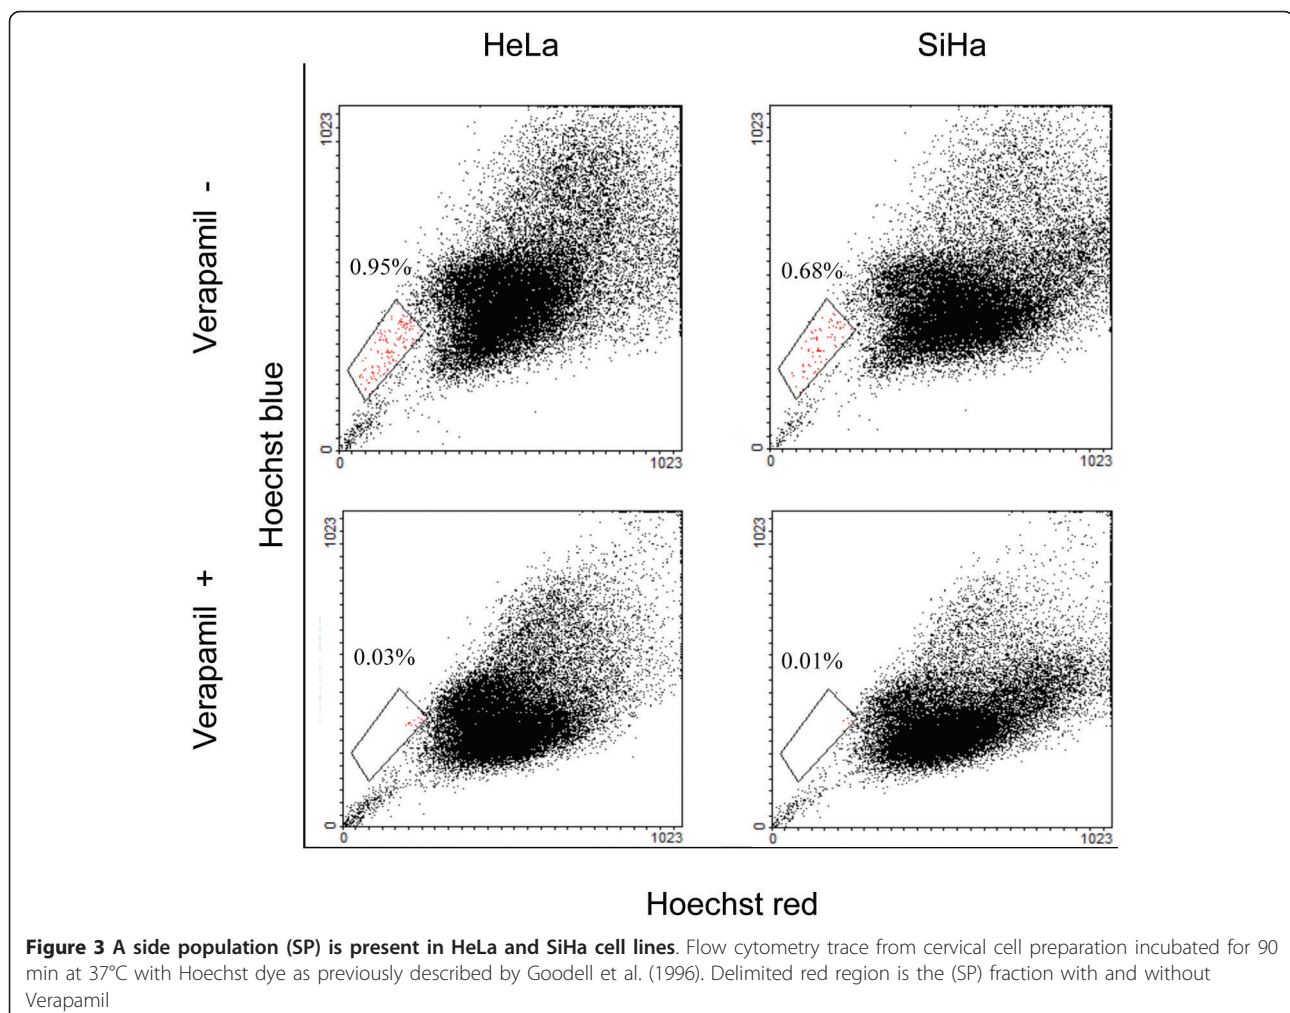 HeLa
SiHa
Verapamil -
Verapamil +
Hoechst blue
1023
0.95%
0
0
1023
1023
0.68%
0
0
1023
1023
0.03%
0
0
1023
1023
0.01%
0
0
1023
Hoechst red
Figure 3 A side population (SP) is present in HeLa and SiHa cell lines. Flow cytometry trace from cervical cell preparation incubated for 90
min at 37°C with Hoechst dye as previously described by Goodell et al. (1996). Delimited red region is the (SP) fraction with and without
Verapamil